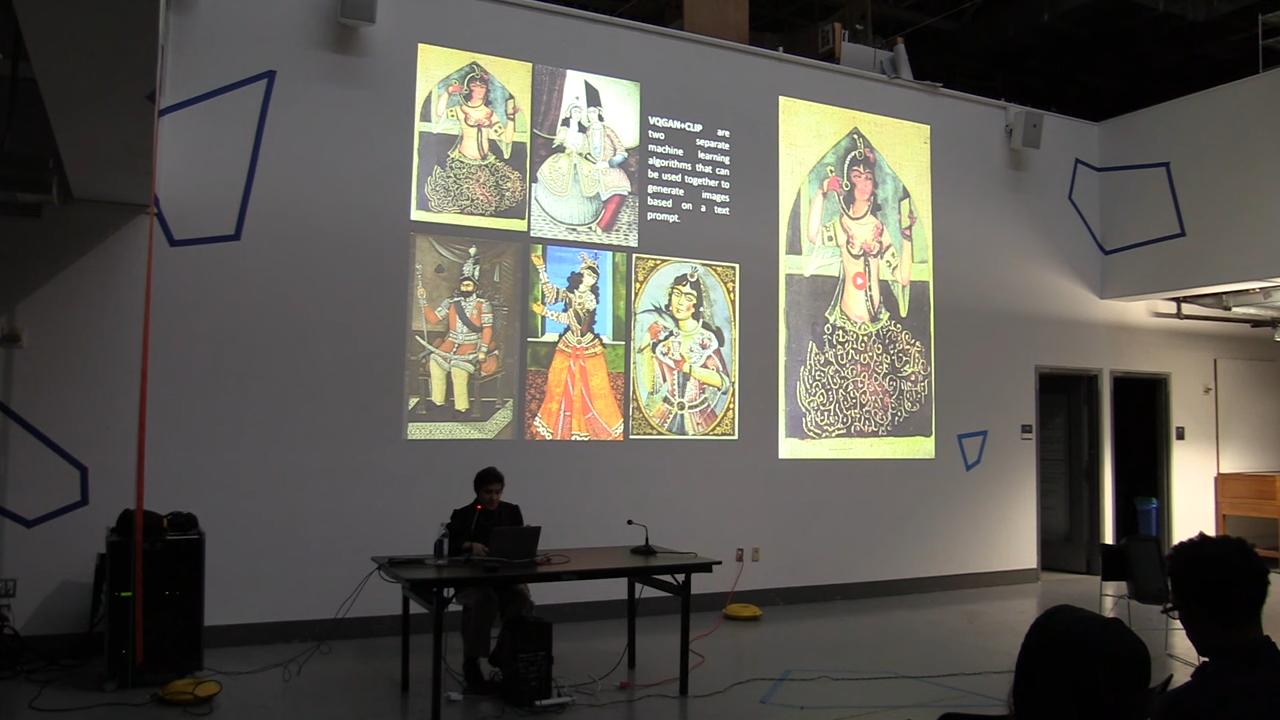 VQGAN+CLIP are
two separate
machine learning
algorithms that can
be used together to
generate images
based on a text
prompt.